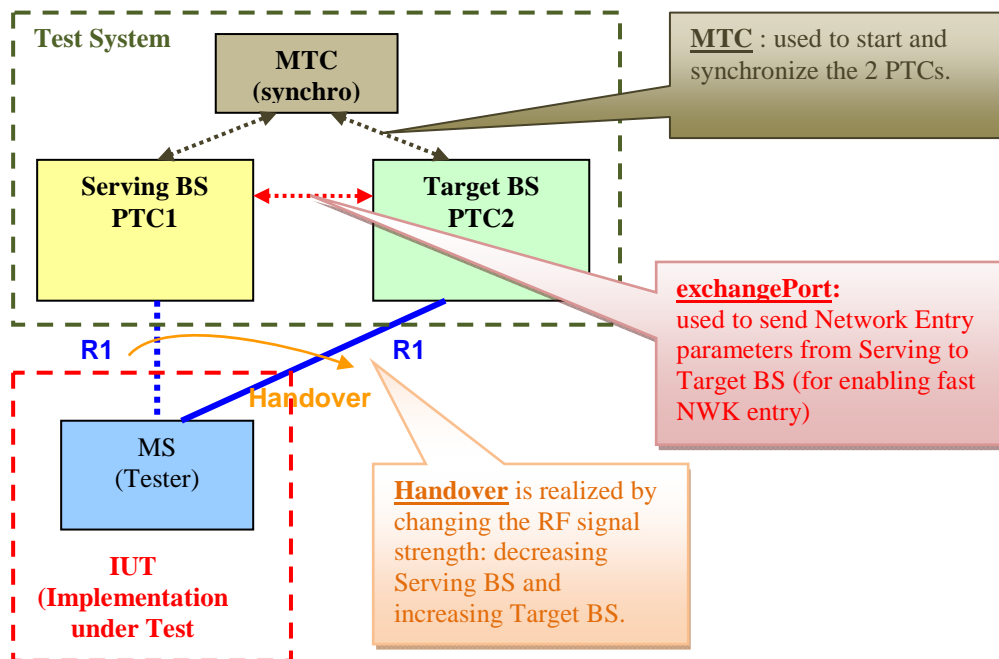 Test System
MTC
(synchro)
MTC : used to start and
synchronize the 2 PTCs.
Serving BS
PTC1
Target BS
PTC2
exchangePort:
used to send Network Entry
parameters from Serving to
Target BS (for enabling fast
NWK entry)
R1
R1
Handover
MS
(Tester)
Handover is realized by
changing the RF signal
strength: decreasing
Serving BS and
increasing Target BS.
IUT
(Implementation
under Test